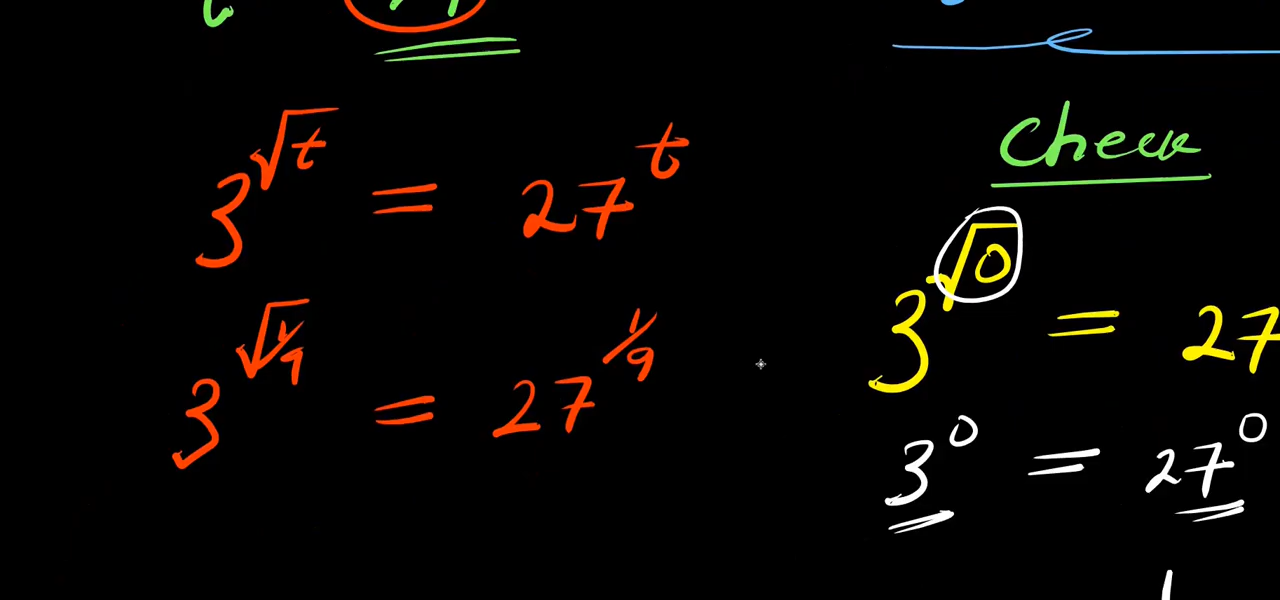 3^√t = 27^t
3^√1/9 = 27^1/9
Check
3^√0 = 27
3^0 = 27^0